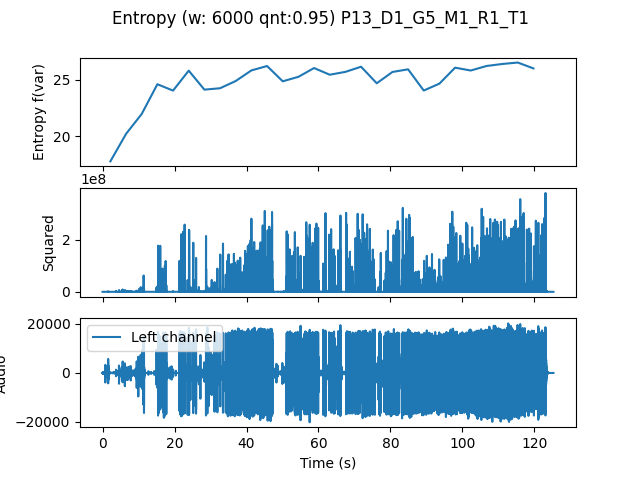 Entropy (w: 6000 qnt:0.95) P13_D1_G5_M1_R1_T1
Entropy f(var)
25
20
1e8
Squared
2
0
Audio
20000
0
−20000
Left channel
0 20 40 60 80 100 120
Time (s)